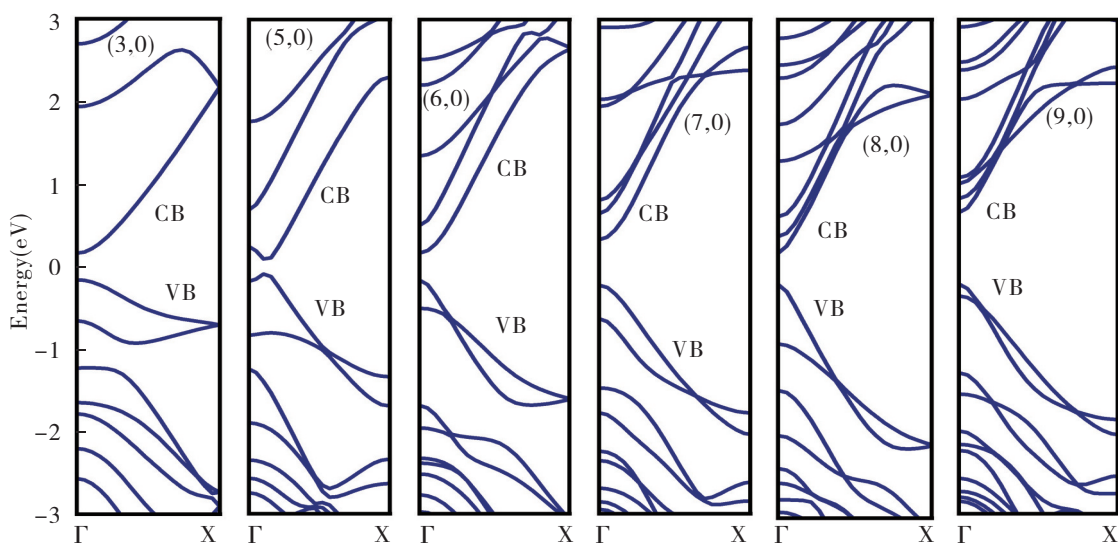 3
2
1
0
−1
−2
−3
Energy(eV)
(3,0)
CB
VB
Γ
X
(5,0)
CB
VB
Γ
X
(6,0)
CB
VB
Γ
X
(7,0)
CB
VB
Γ
X
(8,0)
CB
VB
Γ
X
(9,0)
CB
VB
Γ
X